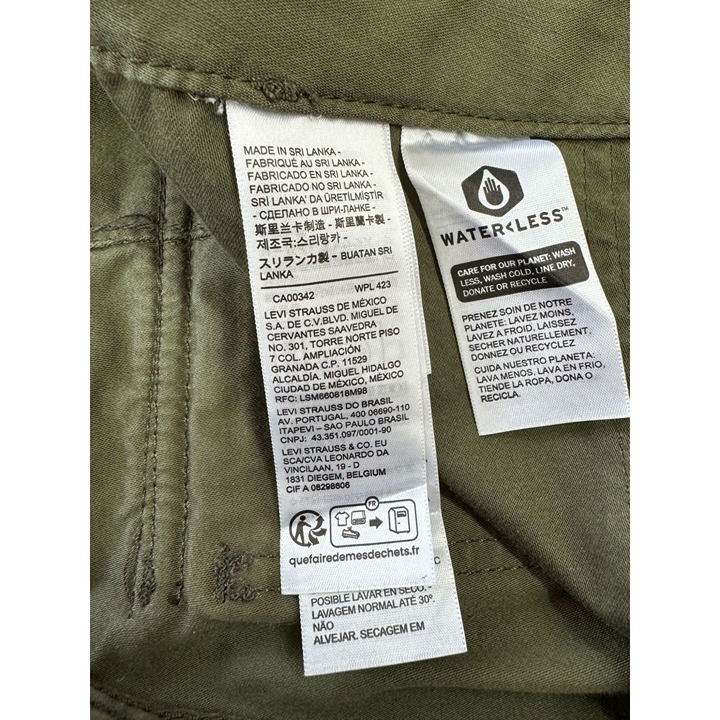 MADE IN SRI LANKA -
FABRIQUÉ AU SRI LANKA -
FABRICADO EN SRI LANKA -
FABRICADO NO SRI LANKA -
SRİ LANKA' DA ÜRETİLMİŞTİR
- СДЕЛАНО В ШРИ-ЛАНКЕ -
斯里兰卡制造 - 斯里蘭卡製 -
제조국:스리랑카 -
スリランカ製 - BUATAN SRI
LANKA
CA00342 WPL 423
LEVI STRAUSS DE MÉXICO
S.A. DE C.V.BLVD. MIGUEL DE
CERVANTES SAAVEDRA
NO. 301, TORRE NORTE PISO
7 COL. AMPLIACIÓN
GRANADA C.P. 11529
ALCALDÍA. MIGUEL HIDALGO
CIUDAD DE MÉXICO, MÉXICO
RFC: LSM660818M98
LEVI STRAUSS DO BRASIL
AV. PORTUGAL, 400 06690-110
ITAPEVI – SAO PAULO BRASIL
CNPJ: 43.351.097/0001-90
LEVI STRAUSS & CO. EU
SCA/CVA LEONARDO DA
VINCILAAN, 19 - D
1831 DIEGEM, BELGIUM
CIF A 08298606
FR
quefairedemesdechets.fr
POSIBLE LAVAR EN SECO. -
LAVAGEM NORMAL ATÉ 30º.
NÃO
ALVEJAR. SECAGEM EM
WATER<LESS™
CARE FOR OUR PLANET: WASH
LESS, WASH COLD, LINE DRY,
DONATE OR RECYCLE
PRENEZ SOIN DE NOTRE
PLANETE: LAVEZ MOINS,
LAVEZ A FROID, LAISSEZ
SECHER NATURELLEMENT,
DONNEZ OU RECYCLEZ
CUIDA NUESTRO PLANETA:
LAVA MENOS, LAVA EN FRIO,
TIENDE LA ROPA, DONA O
RECICLA.